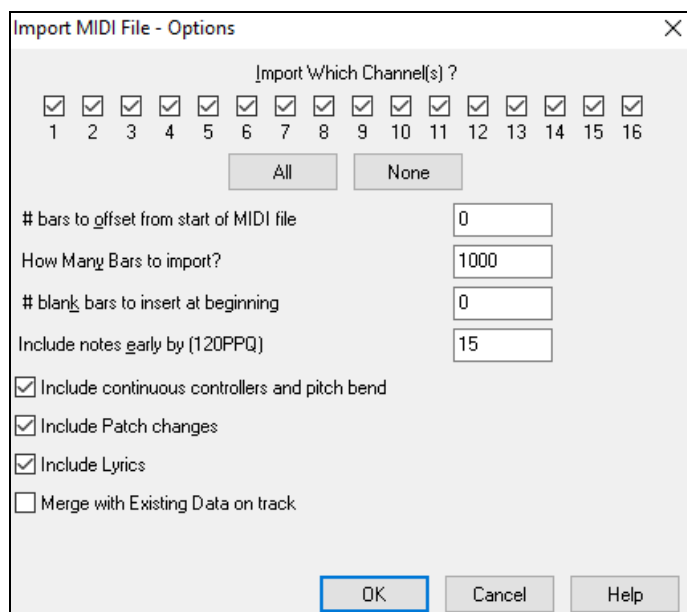 Import MIDI File - Options
Import Which Channel(s) ?
1 2 3 4 5 6 7 8 9 10 11 12 13 14 15 16
All None
# bars to offset from start of MIDI file 0
How Many Bars to import? 1000
# blank bars to insert at beginning 0
Include notes early by (120PPQ) 15
Include continuous controllers and pitch bend
Include Patch changes
Include Lyrics
Merge with Existing Data on track
OK Cancel Help